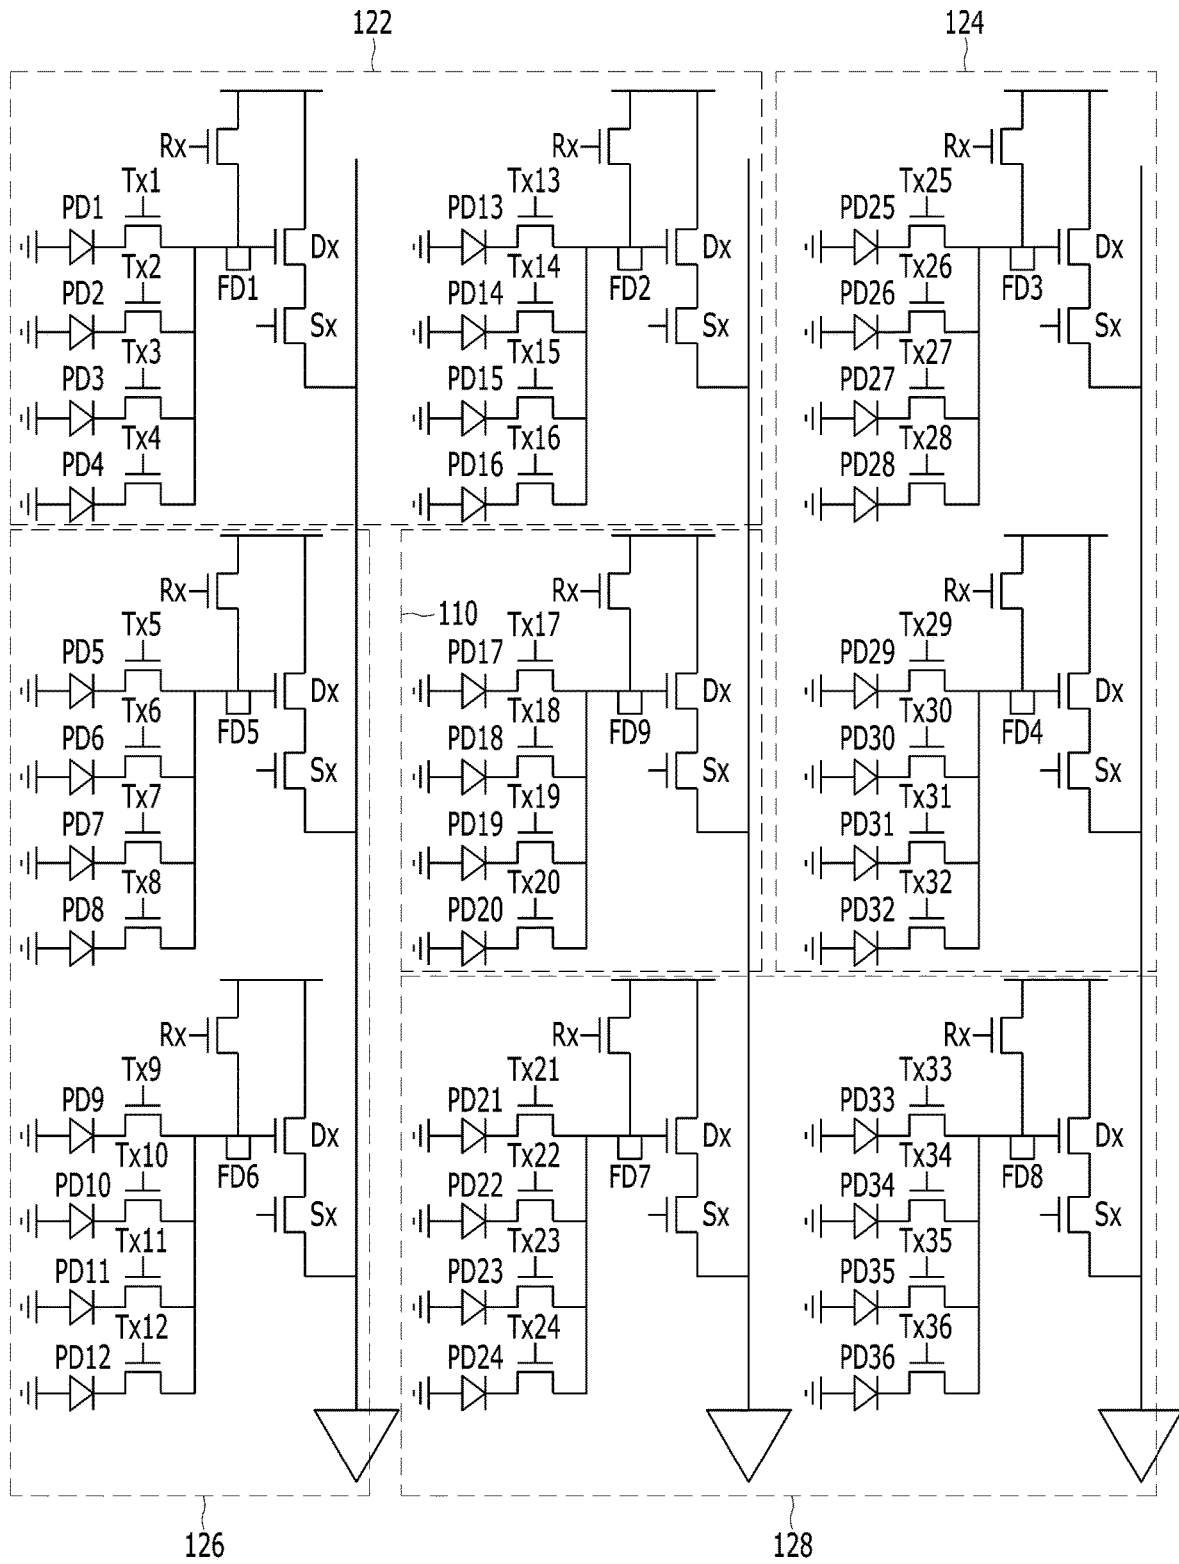 122 124
Rx Rx Rx
Tx1 Tx13 Tx25
PD1 PD13 PD25
Dx Dx Dx
Tx2 FD1 Tx14 FD2 Tx26 FD3
PD2 PD14 PD26
Sx Sx Sx
Tx3 Tx15 Tx27
PD3 PD15 PD27
Tx4 Tx16 Tx28
PD4 PD16 PD28
Rx 110 Rx Rx
Tx5 Tx17 Tx29
PD5 PD17 PD29
Dx Dx Dx
Tx6 FD5 Tx18 FD9 Tx30 FD4
PD6 PD18 PD30
Sx Sx Sx
Tx7 Tx19 Tx31
PD7 PD19 PD31
Tx8 Tx20 Tx32
PD8 PD20 PD32
Rx Rx Rx
Tx9 Tx21 Tx33
PD9 PD21 PD33
Dx Dx Dx
Tx10 FD6 Tx22 FD7 Tx34 FD8
PD10 PD22 PD34
Sx Sx Sx
Tx11 Tx23 Tx35
PD11 PD23 PD35
Tx12 Tx24 Tx36
PD12 PD24 PD36
126 128